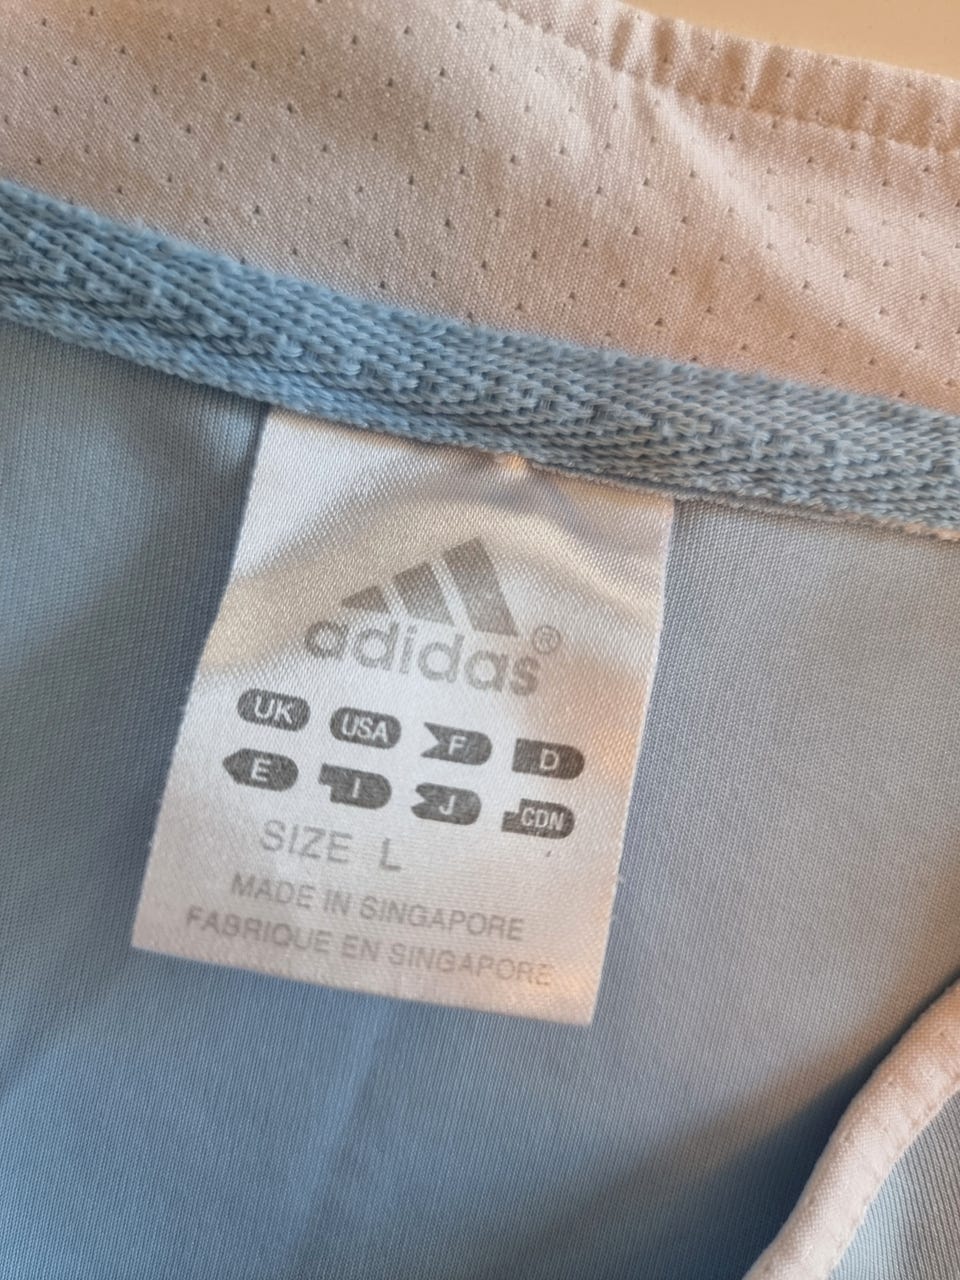 adidas®
UK USA F D
E I J CDN
SIZE L
MADE IN SINGAPORE
FABRIQUE EN SINGAPORE